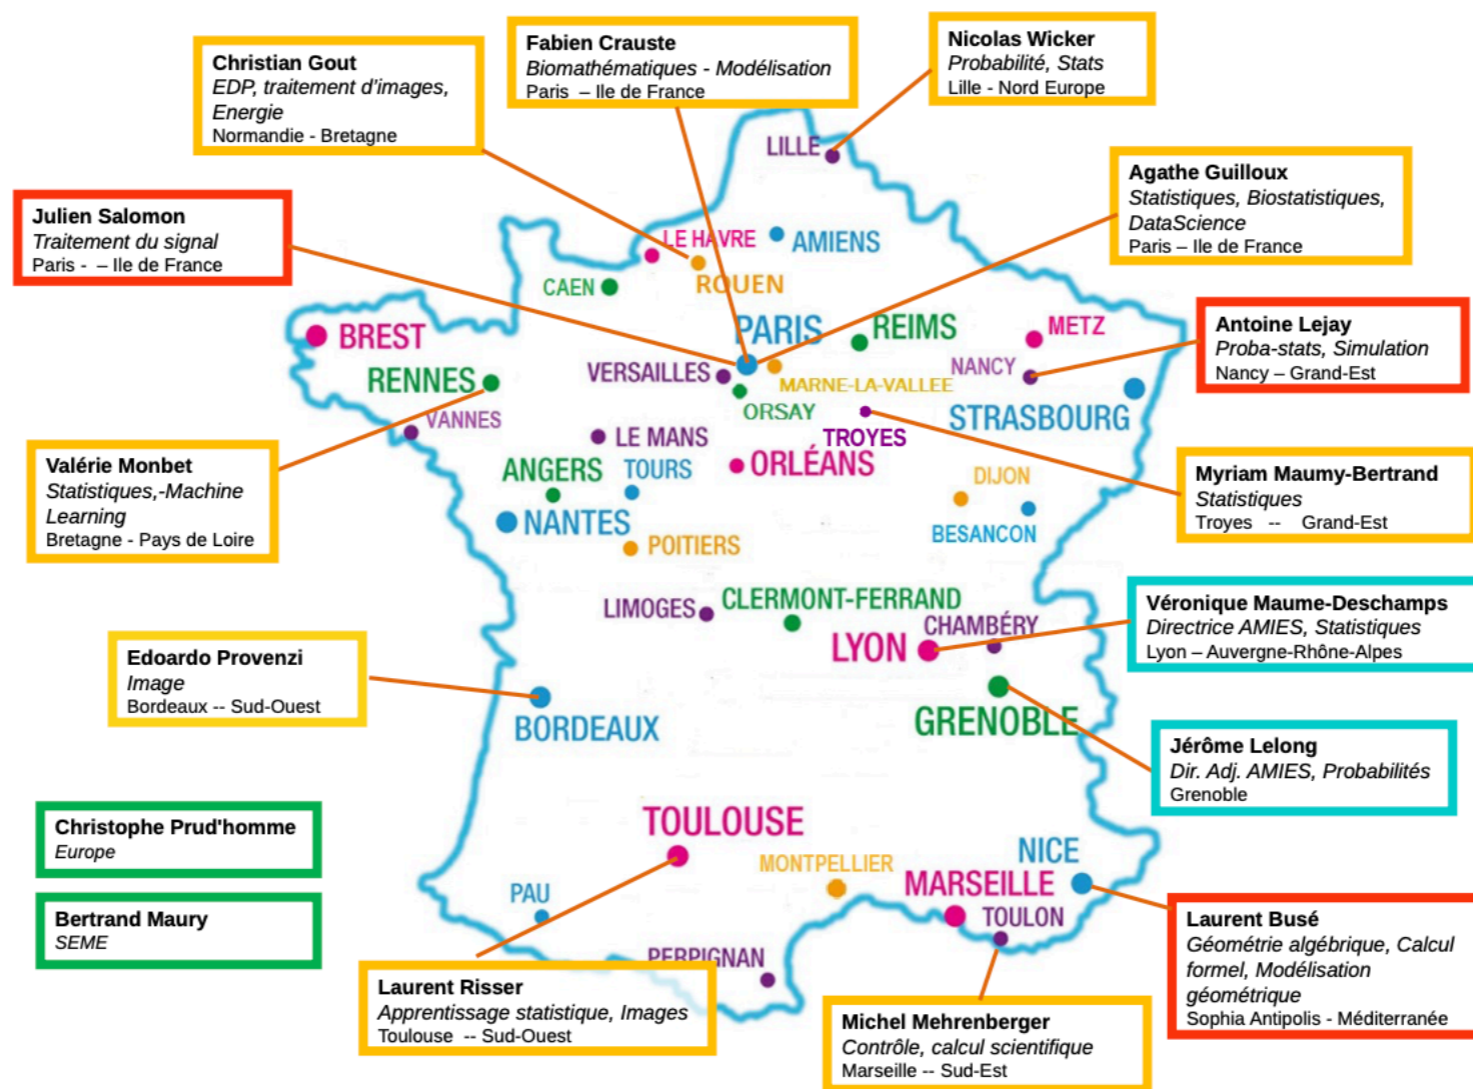 Christian Gout
EDP, traitement d'images,
Energie
Normandie - Bretagne
Fabien Crauste
Biomathématiques - Modélisation
Paris – Ile de France
Nicolas Wicker
Probabilité, Stats
Lille - Nord Europe
Agathe Guilloux
Statistiques, Biostatistiques,
DataScience
Paris – Ile de France
Julien Salomon
Traitement du signal
Paris - – Ile de France
Antoine Lejay
Proba-stats, Simulation
Nancy – Grand-Est
Valérie Monbet
Statistiques,-Machine
Learning
Bretagne - Pays de Loire
Myriam Maumy-Bertrand
Statistiques
Troyes -- Grand-Est
Véronique Maume-Deschamps
Directrice AMIES, Statistiques
Lyon – Auvergne-Rhône-Alpes
Edoardo Provenzi
Image
Bordeaux -- Sud-Ouest
Jérôme Lelong
Dir. Adj. AMIES, Probabilités
Grenoble
Christophe Prud'homme
Europe
Bertrand Maury
SEME
Laurent Risser
Apprentissage statistique, Images
Toulouse -- Sud-Ouest
Michel Mehrenberger
Contrôle, calcul scientifique
Marseille -- Sud-Est
Laurent Busé
Géométrie algébrique, Calcul
formel, Modélisation
géométrique
Sophia Antipolis - Méditerranée
LILLE
LE HAVRE
AMIENS
CAEN
ROUEN
BREST
PARIS
REIMS
METZ
RENNES
VERSAILLES
MARNE-LA-VALLEE
NANCY
VANNES
ORSAY
STRASBOURG
LE MANS
TROYES
ANGERS
TOURS
ORLÉANS
DIJON
NANTES
POITIERS
BESANCON
LIMOGES
CLERMONT-FERRAND
CHAMBÉRY
LYON
BORDEAUX
GRENOBLE
TOULOUSE
MONTPELLIER
NICE
PAU
MARSEILLE
TOULON
PERPIGNAN